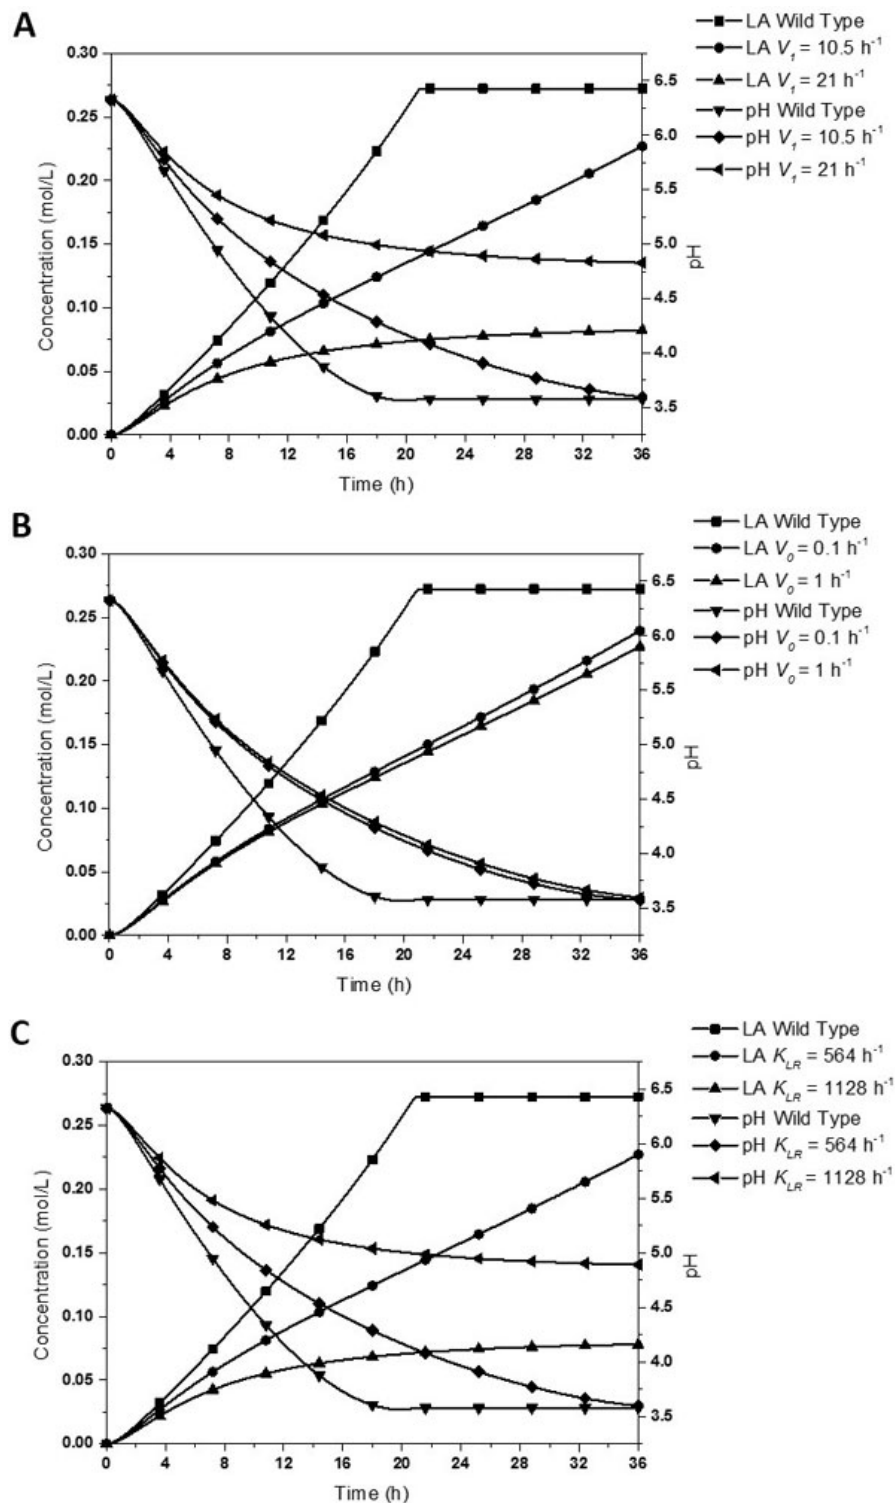 A
LA Wild Type
LA V1 = 10.5 h-1
LA V1 = 21 h-1
pH Wild Type
pH V1 = 10.5 h-1
pH V1 = 21 h-1
0.30
0.25
0.20
0.15
0.10
0.05
0.00
Concentration (mol/L)
6.5
6.0
5.5
5.0
4.5
4.0
3.5
pH
0 4 8 12 16 20 24 28 32 36
Time (h)
B
LA Wild Type
LA V0 = 0.1 h-1
LA V0 = 1 h-1
pH Wild Type
pH V0 = 0.1 h-1
pH V0 = 1 h-1
0.30
0.25
0.20
0.15
0.10
0.05
0.00
Concentration (mol/L)
6.5
6.0
5.5
5.0
4.5
4.0
3.5
pH
0 4 8 12 16 20 24 28 32 36
Time (h)
C
LA Wild Type
LA KLR = 564 h-1
LA KLR = 1128 h-1
pH Wild Type
pH KLR = 564 h-1
pH KLR = 1128 h-1
0.30
0.25
0.20
0.15
0.10
0.05
0.00
Concentration (mol/L)
6.5
6.0
5.5
5.0
4.5
4.0
3.5
pH
0 4 8 12 16 20 24 28 32 36
Time (h)